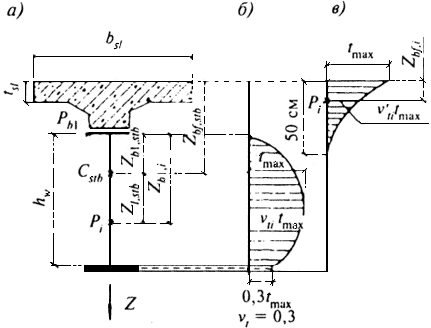 а)
б)
в)
b_sl
t_sl
P_b1
C_stb
h_w
P_i
Z
Z_b1,stb
Z_1,stb
Z_b1,i
Z_bf,stb
t_max
ν_ti t_max
0,3t_max
ν_t = 0,3
t_max
Z_bf,i
P_i
ν'_ti t_max
50 см